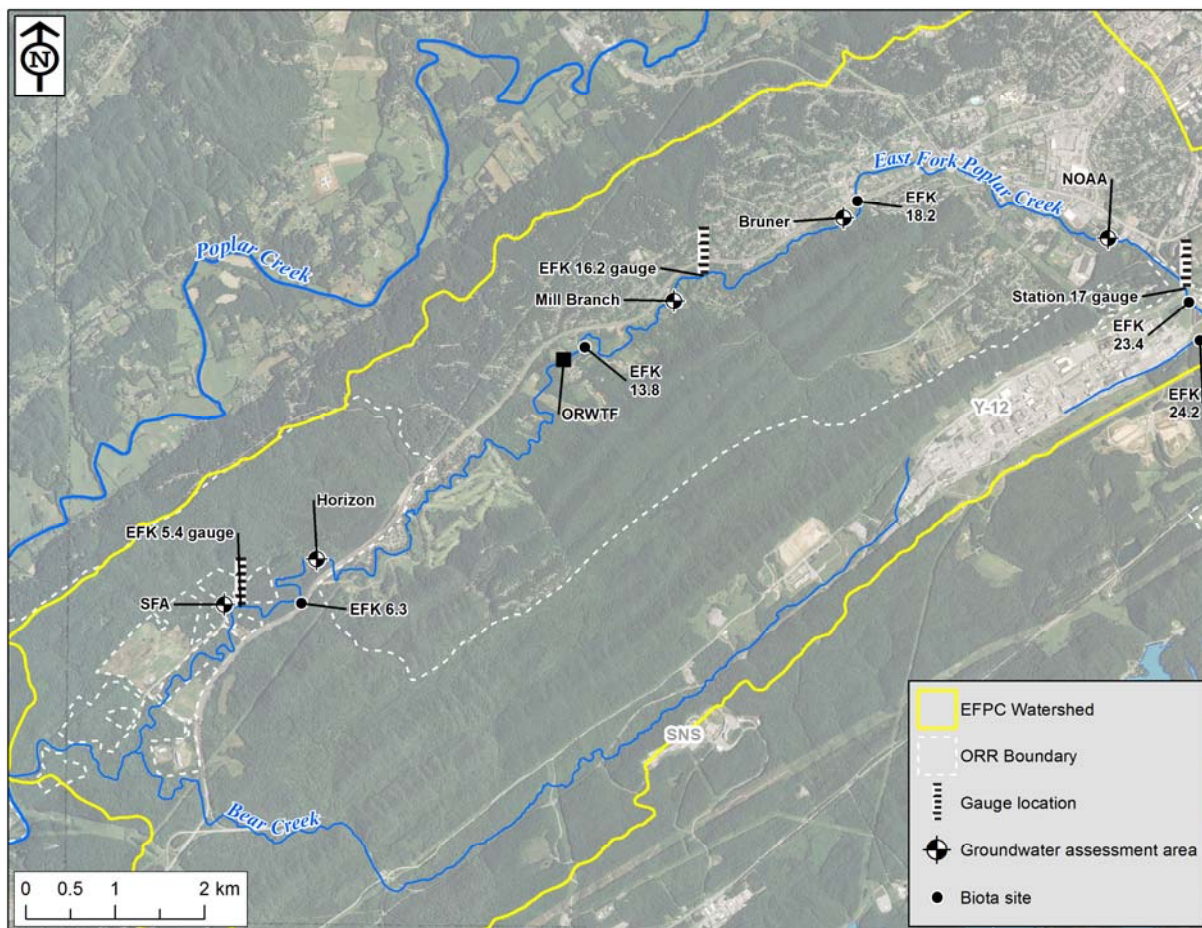 N
East Fork Poplar Creek
NOAA
EFK
18.2
Bruner
Poplar Creek
EFK 16.2 gauge
Mill Branch
Station 17 gauge
EFK
23.4
EFK
13.8
EFK
24.2
ORWTF
Y-12
Horizon
EFK 5.4 gauge
SFA
EFK 6.3
SNS
Bear Creek
EFPC Watershed
ORR Boundary
Gauge location
Groundwater assessment area
Biota site
0 0.5 1 2 km